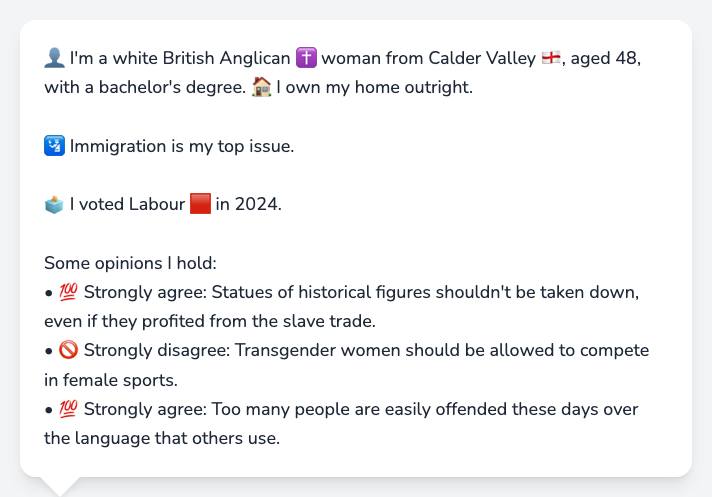 👤 I'm a white British Anglican ✝️ woman from Calder Valley 🏴󠁧󠁢󠁥󠁮󠁧󠁿, aged 48,
with a bachelor's degree. 🏠 I own my home outright.
🛂 Immigration is my top issue.
🗳️ I voted Labour 🟥 in 2024.
Some opinions I hold:
• 💯 Strongly agree: Statues of historical figures shouldn't be taken down,
even if they profited from the slave trade.
• 🚫 Strongly disagree: Transgender women should be allowed to compete
in female sports.
• 💯 Strongly agree: Too many people are easily offended these days over
the language that others use.